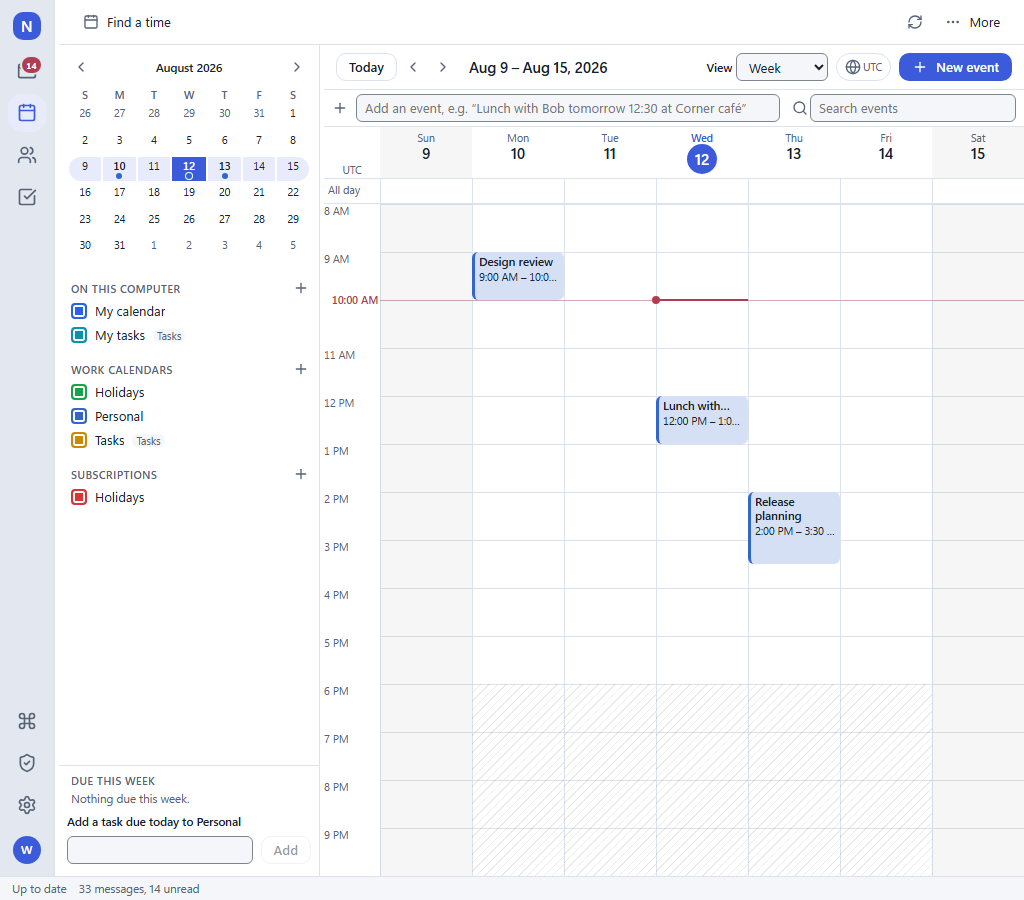 N
Find a time
More
14
August 2026
S M T W T F S
26 27 28 29 30 31 1
2 3 4 5 6 7 8
9 10 11 12 13 14 15
16 17 18 19 20 21 22
23 24 25 26 27 28 29
30 31 1 2 3 4 5
ON THIS COMPUTER
My calendar
My tasks Tasks
WORK CALENDARS
Holidays
Personal
Tasks Tasks
SUBSCRIPTIONS
Holidays
DUE THIS WEEK
Nothing due this week.
Add a task due today to Personal
Add
W
Today
Aug 9 – Aug 15, 2026
View
Week
UTC
New event
Add an event, e.g. “Lunch with Bob tomorrow 12:30 at Corner café”
Search events
Sun Mon Tue Wed Thu Fri Sat
9 10 11 12 13 14 15
UTC
All day
8 AM
9 AM
Design review
9:00 AM – 10:0...
10:00 AM
11 AM
12 PM
Lunch with...
12:00 PM – 1:0...
1 PM
2 PM
Release
planning
2:00 PM – 3:30 ...
3 PM
4 PM
5 PM
6 PM
7 PM
8 PM
9 PM
Up to date 33 messages, 14 unread